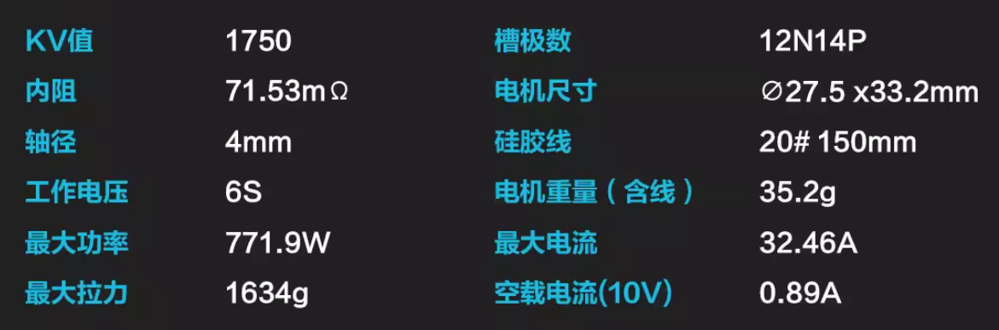 KV值 1750 槽极数 12N14P
内阻 71.53mΩ 电机尺寸 ∅27.5 x33.2mm
轴径 4mm 硅胶线 20# 150mm
工作电压 6S 电机重量（含线） 35.2g
最大功率 771.9W 最大电流 32.46A
最大拉力 1634g 空载电流(10V) 0.89A